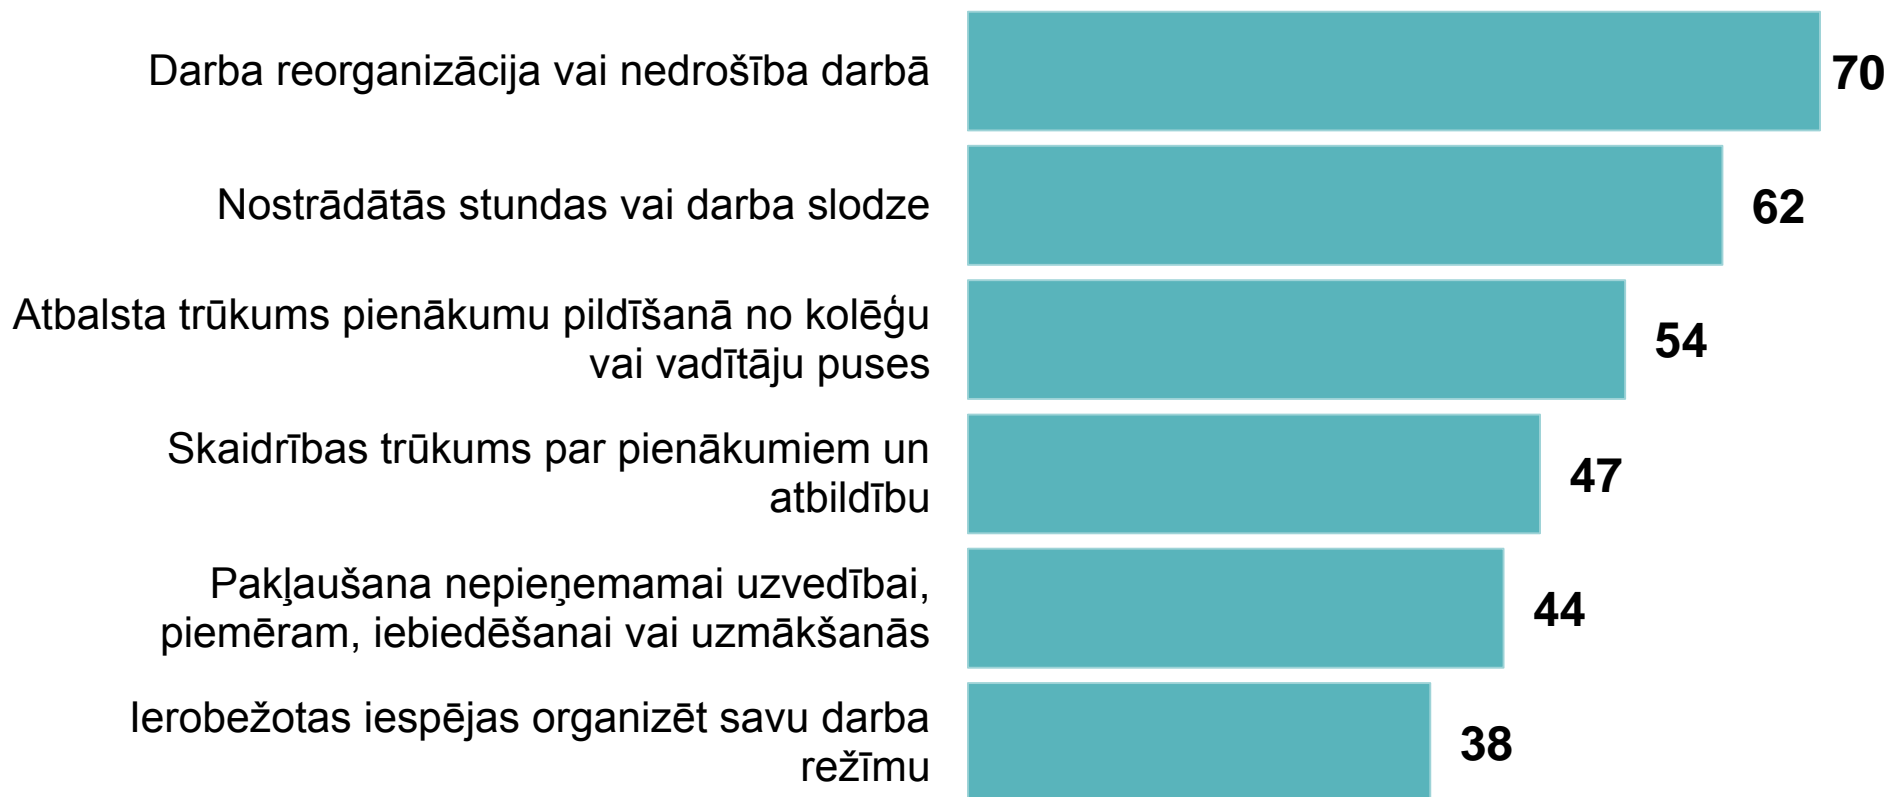 Darba reorganizācija vai nedrošība darbā
70
Nostrādātās stundas vai darba slodze
62
Atbalsta trūkums pienākumu pildīšanā no kolēģu
vai vadītāju puses
54
Skaidrības trūkums par pienākumiem un
atbildību
47
Pakļaušana nepieņemamai uzvedībai,
piemēram, iebiedēšanai vai uzmākšanās
44
Ierobežotas iespējas organizēt savu darba
režīmu
38